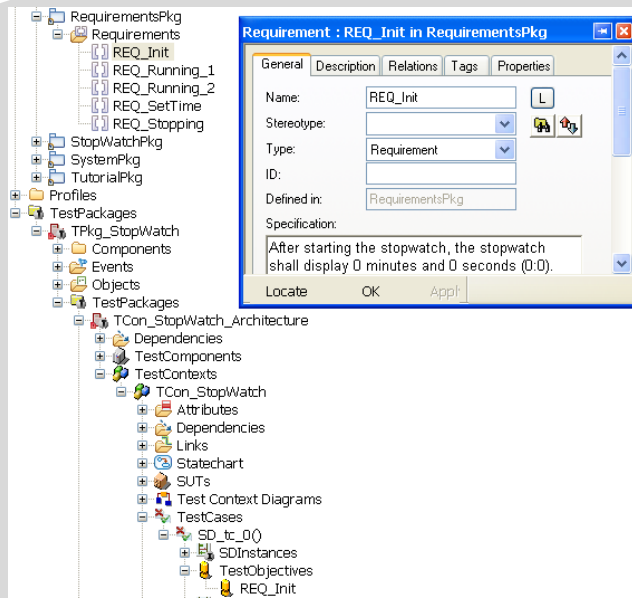 RequirementsPkg
Requirements
REQ_Init
REQ_Running_1
REQ_Running_2
REQ_SetTime
REQ_Stopping
StopWatchPkg
SystemPkg
TutorialPkg
Profiles
TestPackages
TPkg_StopWatch
Components
Events
Objects
TestPackages
TCon_StopWatch_Architecture
Dependencies
TestComponents
TestContexts
TCon_StopWatch
Attributes
Dependencies
Links
Statechart
SUTs
Test Context Diagrams
TestCases
SD_tc_0()
SDInstances
TestObjectives
REQ_Init
Requirement : REQ_Init in RequirementsPkg
General Description Relations Tags Properties
Name: REQ_Init L
Stereotype:
Type: Requirement
ID:
Defined in: RequirementsPkg
Specification:
After starting the stopwatch, the stopwatch
shall display 0 minutes and 0 seconds (0:0).
Locate OK